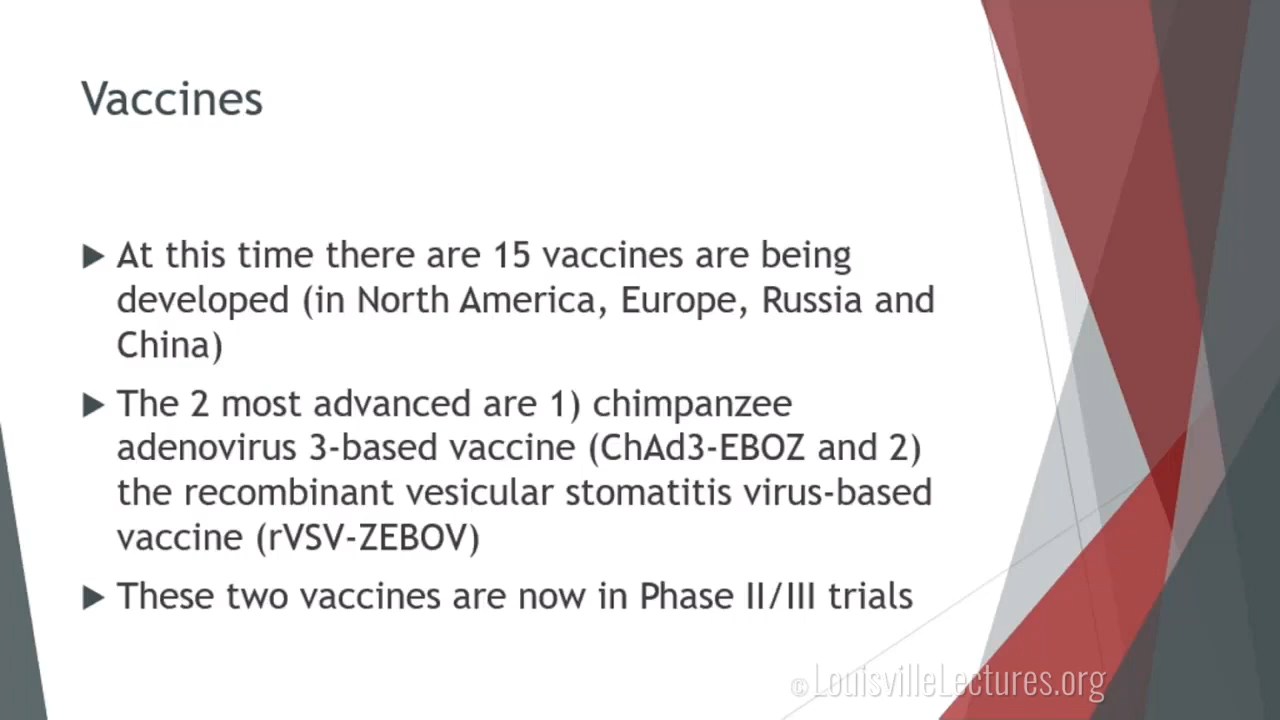 Vaccines
At this time there are 15 vaccines are being
developed (in North America, Europe, Russia and
China)
The 2 most advanced are 1) chimpanzee
adenovirus 3-based vaccine (ChAd3-EBOZ and 2)
the recombinant vesicular stomatitis virus-based
vaccine (rVSV-ZEBOV)
These two vaccines are now in Phase II/III trials
©LouisvilleLectures.org